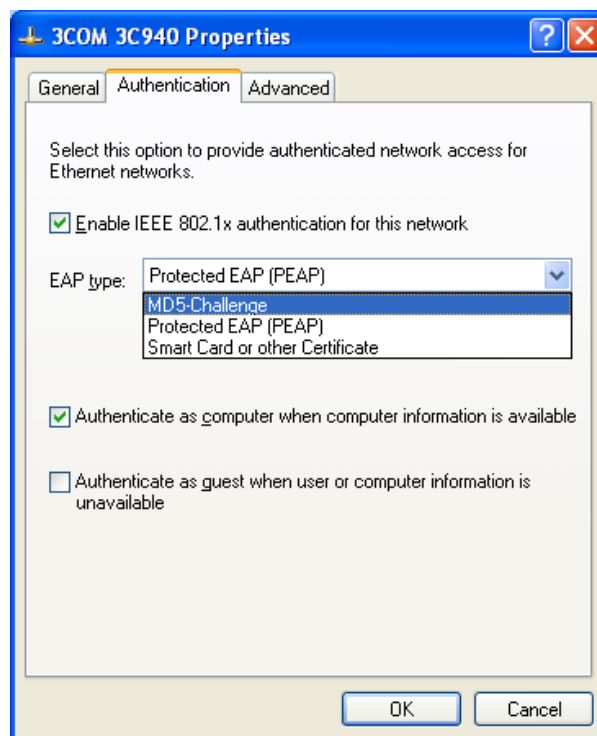 3COM 3C940 Properties
General Authentication Advanced
Select this option to provide authenticated network access for
Ethernet networks.
Enable IEEE 802.1x authentication for this network
EAP type: Protected EAP (PEAP)
MD5-Challenge
Protected EAP (PEAP)
Smart Card or other Certificate
Authenticate as computer when computer information is available
Authenticate as guest when user or computer information is
unavailable
OK Cancel